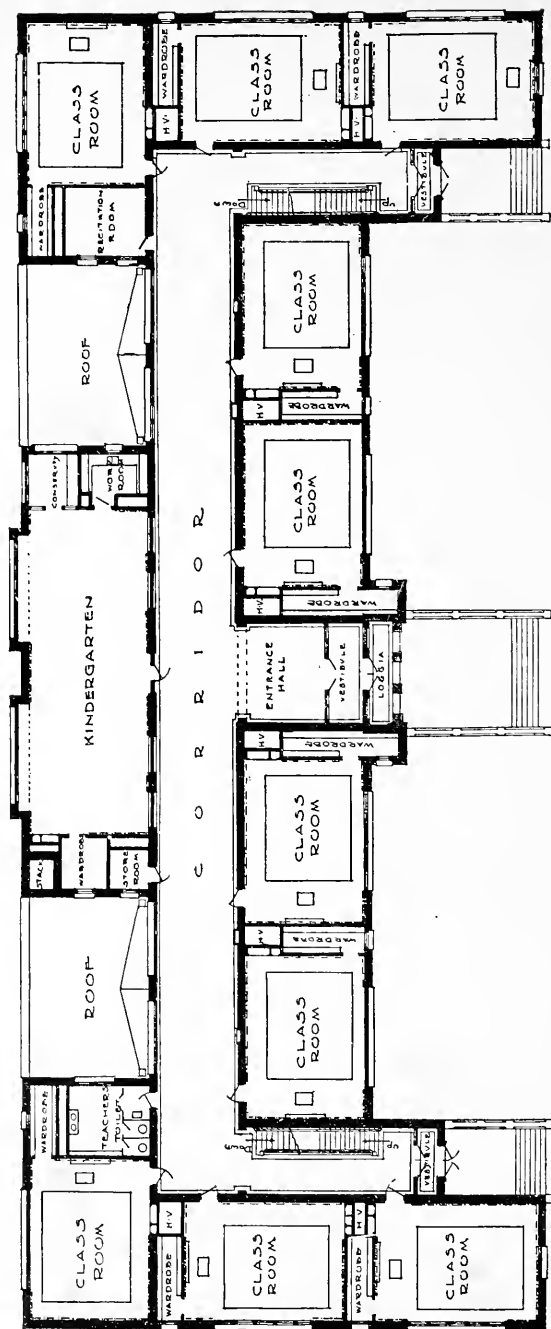 CLASS
ROOM
WARDROBE
H.V.
CLASS
ROOM
WARDROBE
H.V.
CLASS
ROOM
WARDROBE
RECITATION
ROOM
Down
UP
VESTIBULE
ROOF
CLASS
ROOM
H.V
WARDROBE
CONSERV'Y
WORK
ROOM
CLASS
ROOM
H.V
WARDROBE
KINDERGARTEN
CORRIDOR
ENTRANCE
HALL
VESTIBULE
LOGGIA
H.V
WARDROBE
CLASS
ROOM
STACK
WARDROBE
STORE
ROOM
H.V
WARDROBE
ROOF
CLASS
ROOM
WARDROBE
TEACHERS
TOILET
Down
UP
VESTIBULE
CLASS
ROOM
H.V
WARDROBE
CLASS
ROOM
H.V
WARDROBE
CLASS
ROOM